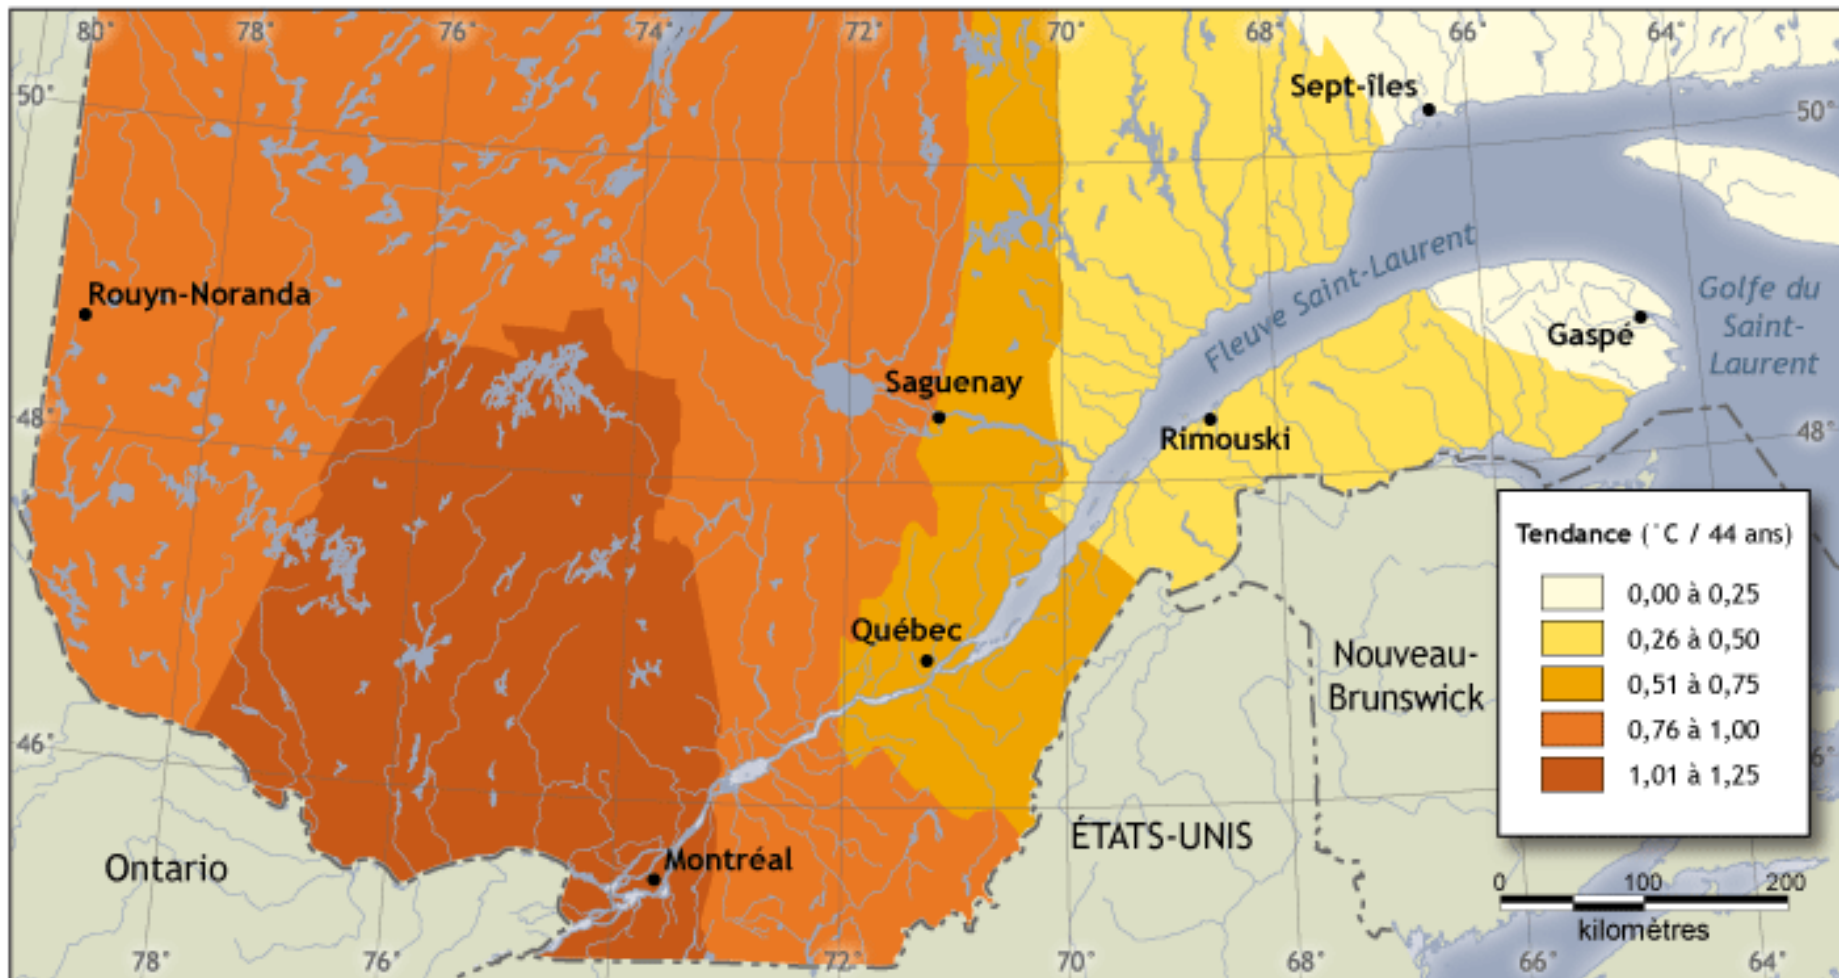 80° 78° 76° 74° 72° 70° 68° 66° 64°
Sept-îles
50° 50°
Rouyn-Noranda
Fleuve Saint-Laurent
Golfe du
Saint-
Laurent
Gaspé
Saguenay
48° 48°
Rimouski
Tendance (°C / 44 ans)
0,00 à 0,25
0,26 à 0,50
0,51 à 0,75
0,76 à 1,00
1,01 à 1,25
Québec
Nouveau-
Brunswick
46° 6°
ÉTATS-UNIS
Montréal
Ontario
0 100 200
kilomètres
78° 76° 72° 70° 68° 66° 64°